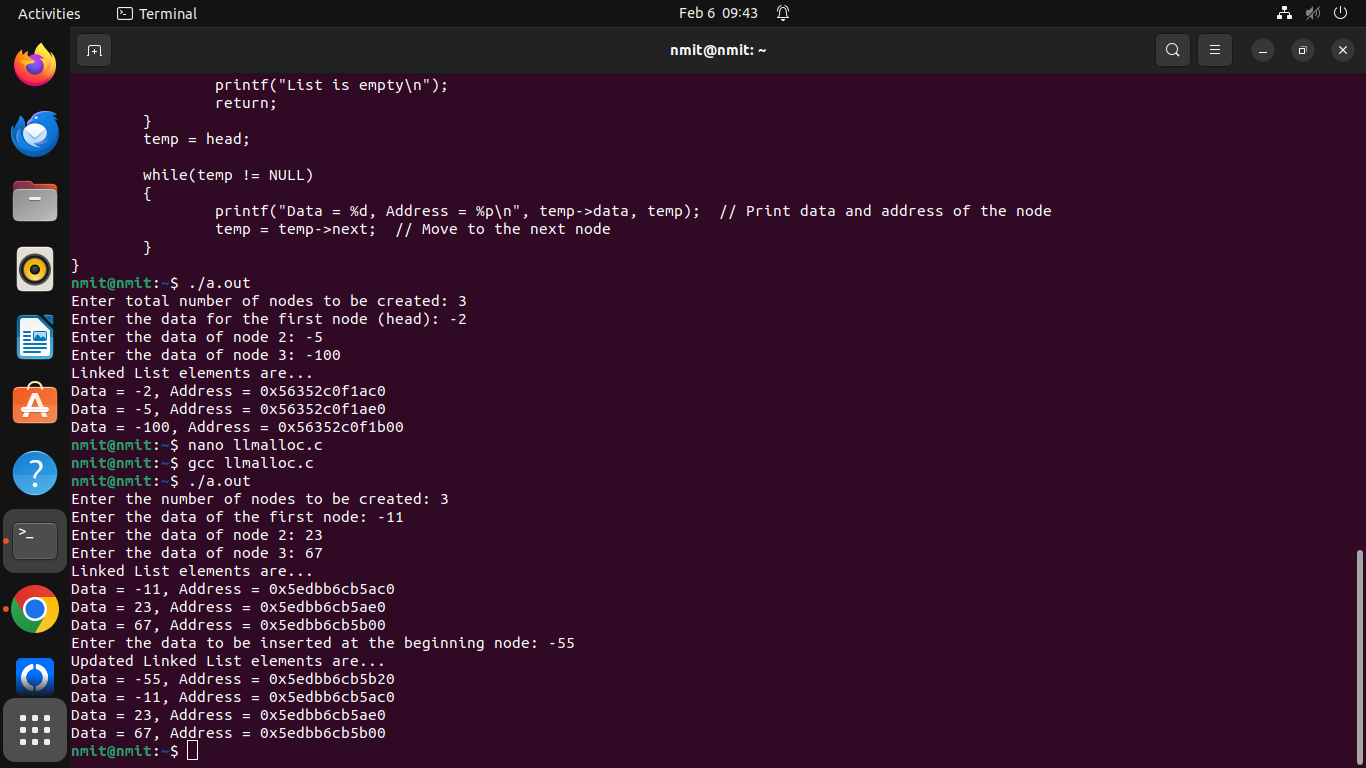 Activities Terminal Feb 6 09:43
nmit@nmit: ~
printf("List is empty\n");
return;
}
temp = head;
while(temp != NULL)
{
printf("Data = %d, Address = %p\n", temp->data, temp);  // Print data and address of the node
temp = temp->next;  // Move to the next node
}
}
nmit@nmit:~$ ./a.out
Enter total number of nodes to be created: 3
Enter the data for the first node (head): -2
Enter the data of node 2: -5
Enter the data of node 3: -100
Linked List elements are...
Data = -2, Address = 0x56352c0f1ac0
Data = -5, Address = 0x56352c0f1ae0
Data = -100, Address = 0x56352c0f1b00
nmit@nmit:~$ nano llmalloc.c
nmit@nmit:~$ gcc llmalloc.c
nmit@nmit:~$ ./a.out
Enter the number of nodes to be created: 3
Enter the data of the first node: -11
Enter the data of node 2: 23
Enter the data of node 3: 67
Linked List elements are...
Data = -11, Address = 0x5edbb6cb5ac0
Data = 23, Address = 0x5edbb6cb5ae0
Data = 67, Address = 0x5edbb6cb5b00
Enter the data to be inserted at the beginning node: -55
Updated Linked List elements are...
Data = -55, Address = 0x5edbb6cb5b20
Data = -11, Address = 0x5edbb6cb5ac0
Data = 23, Address = 0x5edbb6cb5ae0
Data = 67, Address = 0x5edbb6cb5b00
nmit@nmit:~$